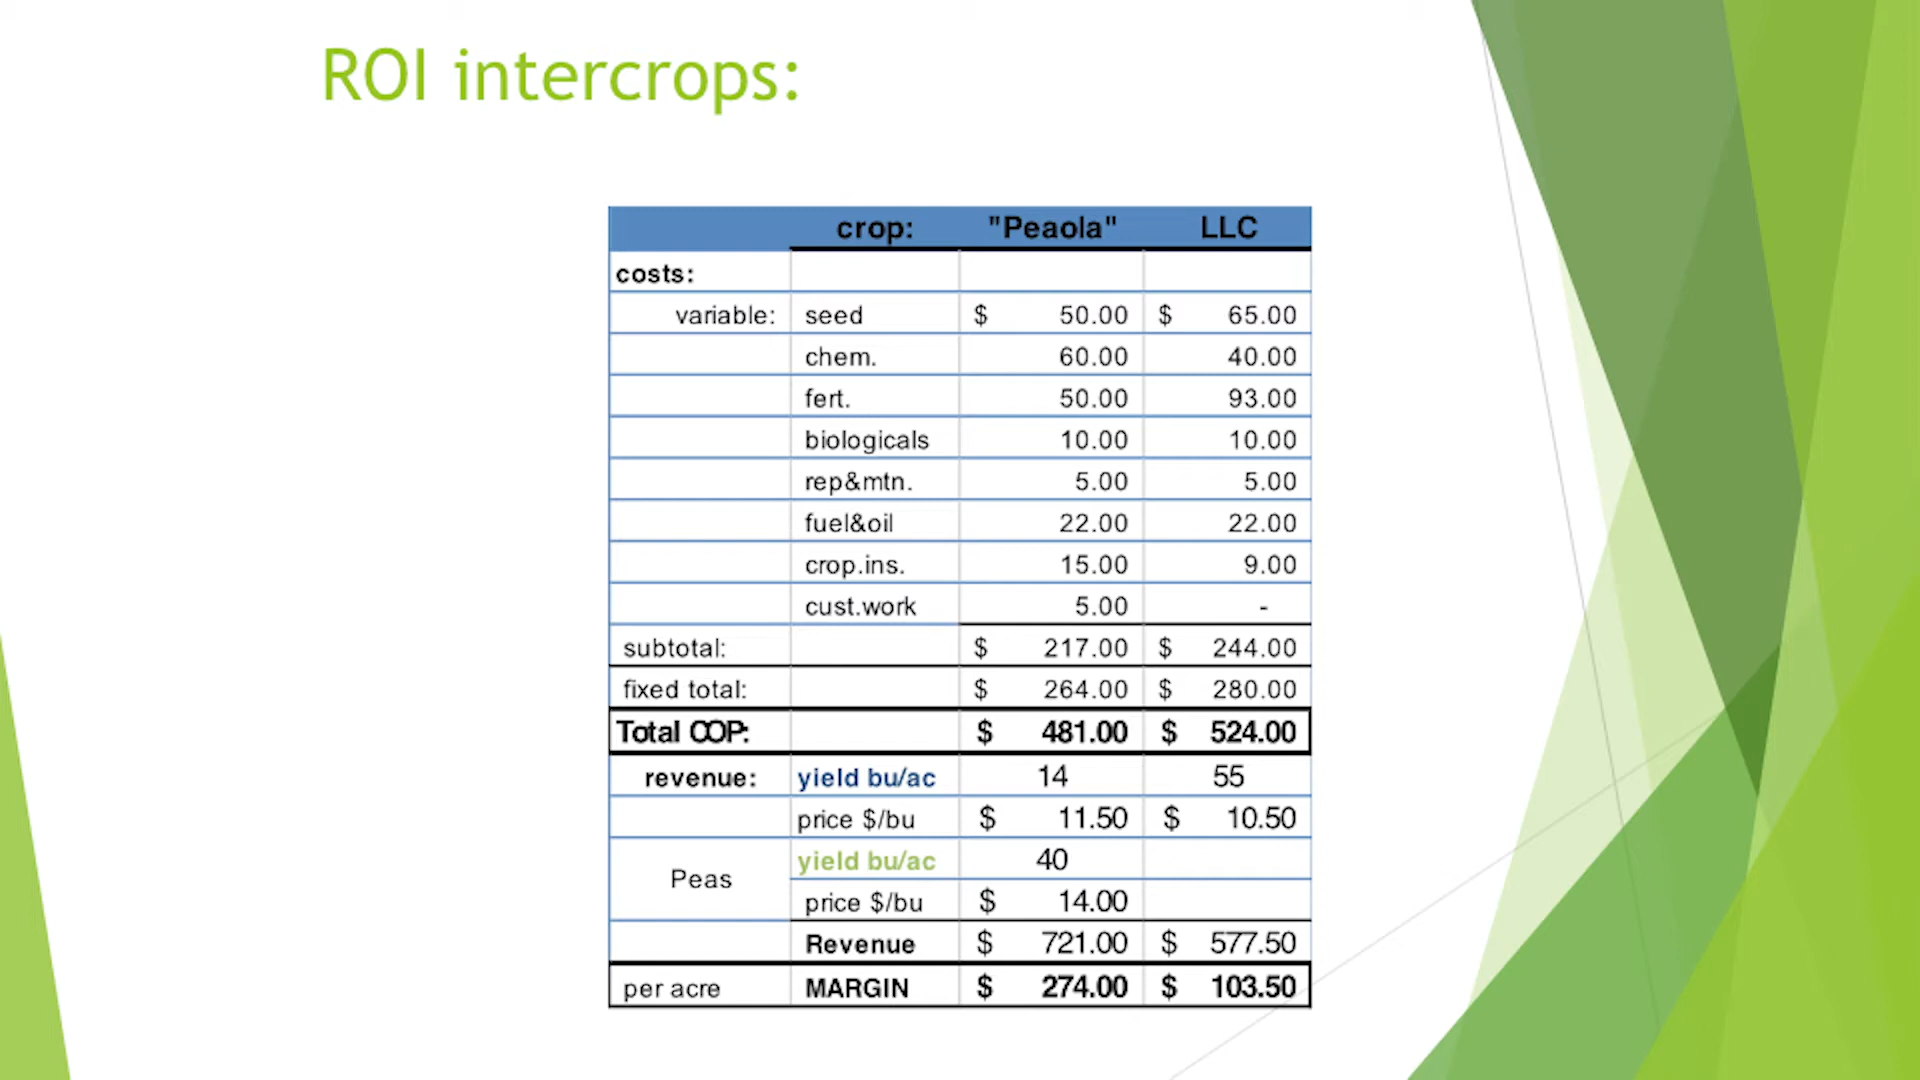 ROI intercrops:
crop: "Peaola" LLC
costs:
variable: seed $ 50.00 $ 65.00
chem. 60.00 40.00
fert. 50.00 93.00
biologicals 10.00 10.00
rep&mtn. 5.00 5.00
fuel&oil 22.00 22.00
crop.ins. 15.00 9.00
cust.work 5.00 -
subtotal: $ 217.00 $ 244.00
fixed total: $ 264.00 $ 280.00
Total COP: $ 481.00 $ 524.00
revenue: yield bu/ac 14 55
price $/bu $ 11.50 $ 10.50
Peas yield bu/ac 40
price $/bu $ 14.00
Revenue $ 721.00 $ 577.50
per acre MARGIN $ 274.00 $ 103.50